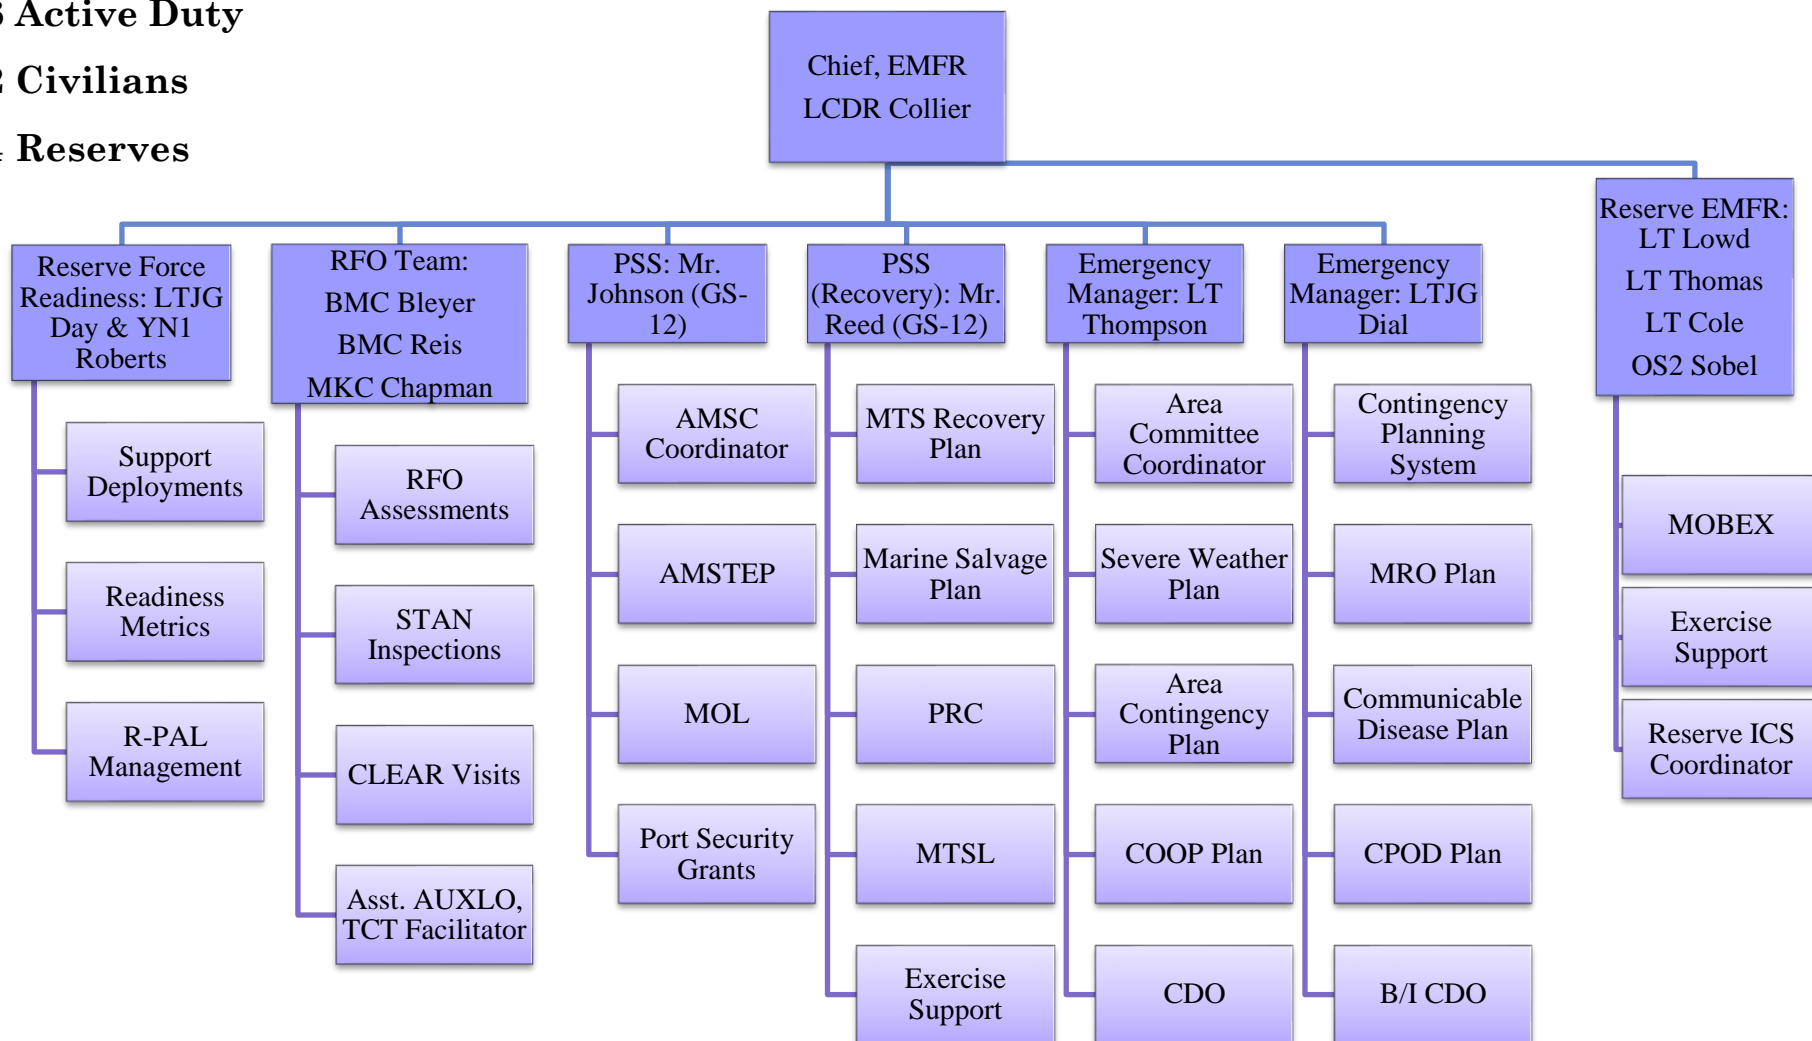 Active Duty
Civilians
Reserves
Chief, EMFR
LCDR Collier
Reserve Force
Readiness: LTJG
Day & YN1
Roberts
Support
Deployments
Readiness
Metrics
R-PAL
Management
RFO Team:
BMC Bleyer
BMC Reis
MKC Chapman
RFO
Assessments
STAN
Inspections
CLEAR Visits
Asst. AUXLO,
TCT Facilitator
PSS: Mr.
Johnson (GS-
12)
AMSC
Coordinator
AMSTEP
MOL
Port Security
Grants
PSS
(Recovery): Mr.
Reed (GS-12)
MTS Recovery
Plan
Marine Salvage
Plan
PRC
MTSL
Exercise
Support
Emergency
Manager: LT
Thompson
Area
Committee
Coordinator
Severe Weather
Plan
Area
Contingency
Plan
COOP Plan
CDO
Emergency
Manager: LTJG
Dial
Contingency
Planning
System
MRO Plan
Communicable
Disease Plan
CPOD Plan
B/I CDO
Reserve EMFR:
LT Lowd
LT Thomas
LT Cole
OS2 Sobel
MOBEX
Exercise
Support
Reserve ICS
Coordinator